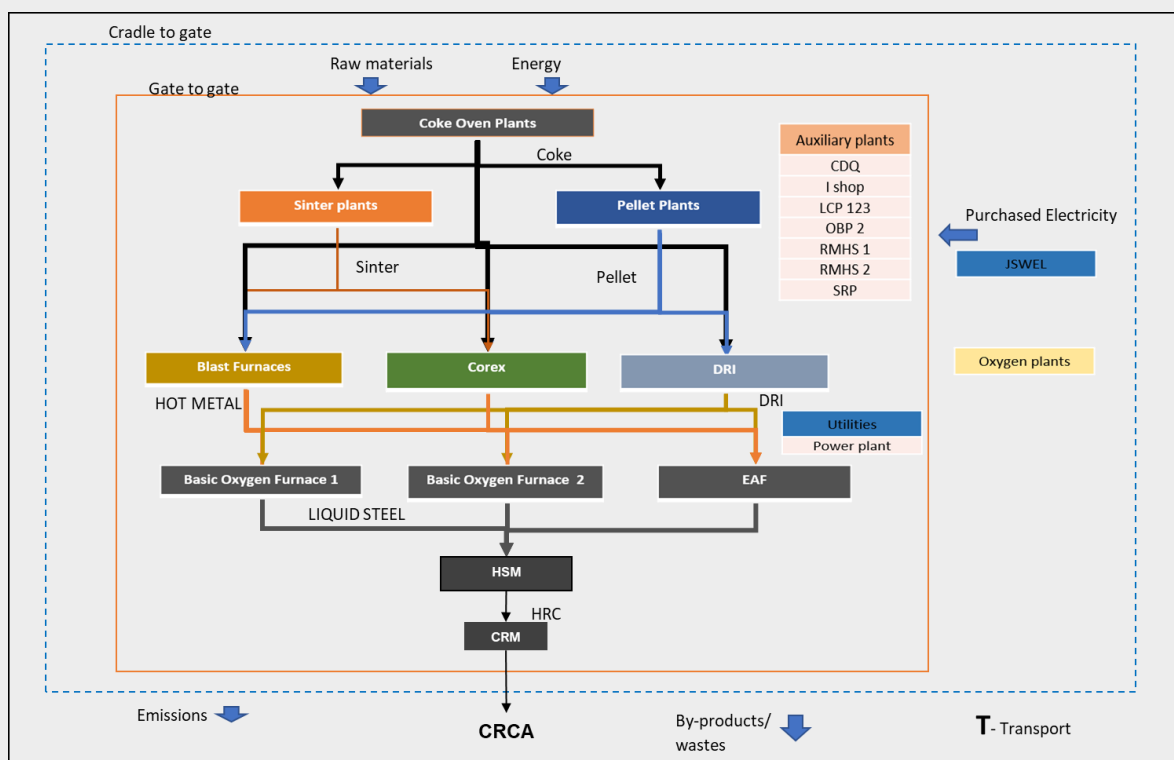 Cradle to gate
Raw materials
Energy
Gate to gate
Coke Oven Plants
Auxiliary plants
CDQ
I shop
LCP 123
OBP 2
RMHS 1
RMHS 2
SRP
Coke
Sinter plants
Pellet Plants
Purchased Electricity
JSWEL
Sinter
Pellet
Blast Furnaces
Corex
DRI
Oxygen plants
HOT METAL
DRI
Utilities
Power plant
Basic Oxygen Furnace 1
Basic Oxygen Furnace 2
EAF
LIQUID STEEL
HSM
HRC
CRM
Emissions
CRCA
By-products/
wastes
T- Transport